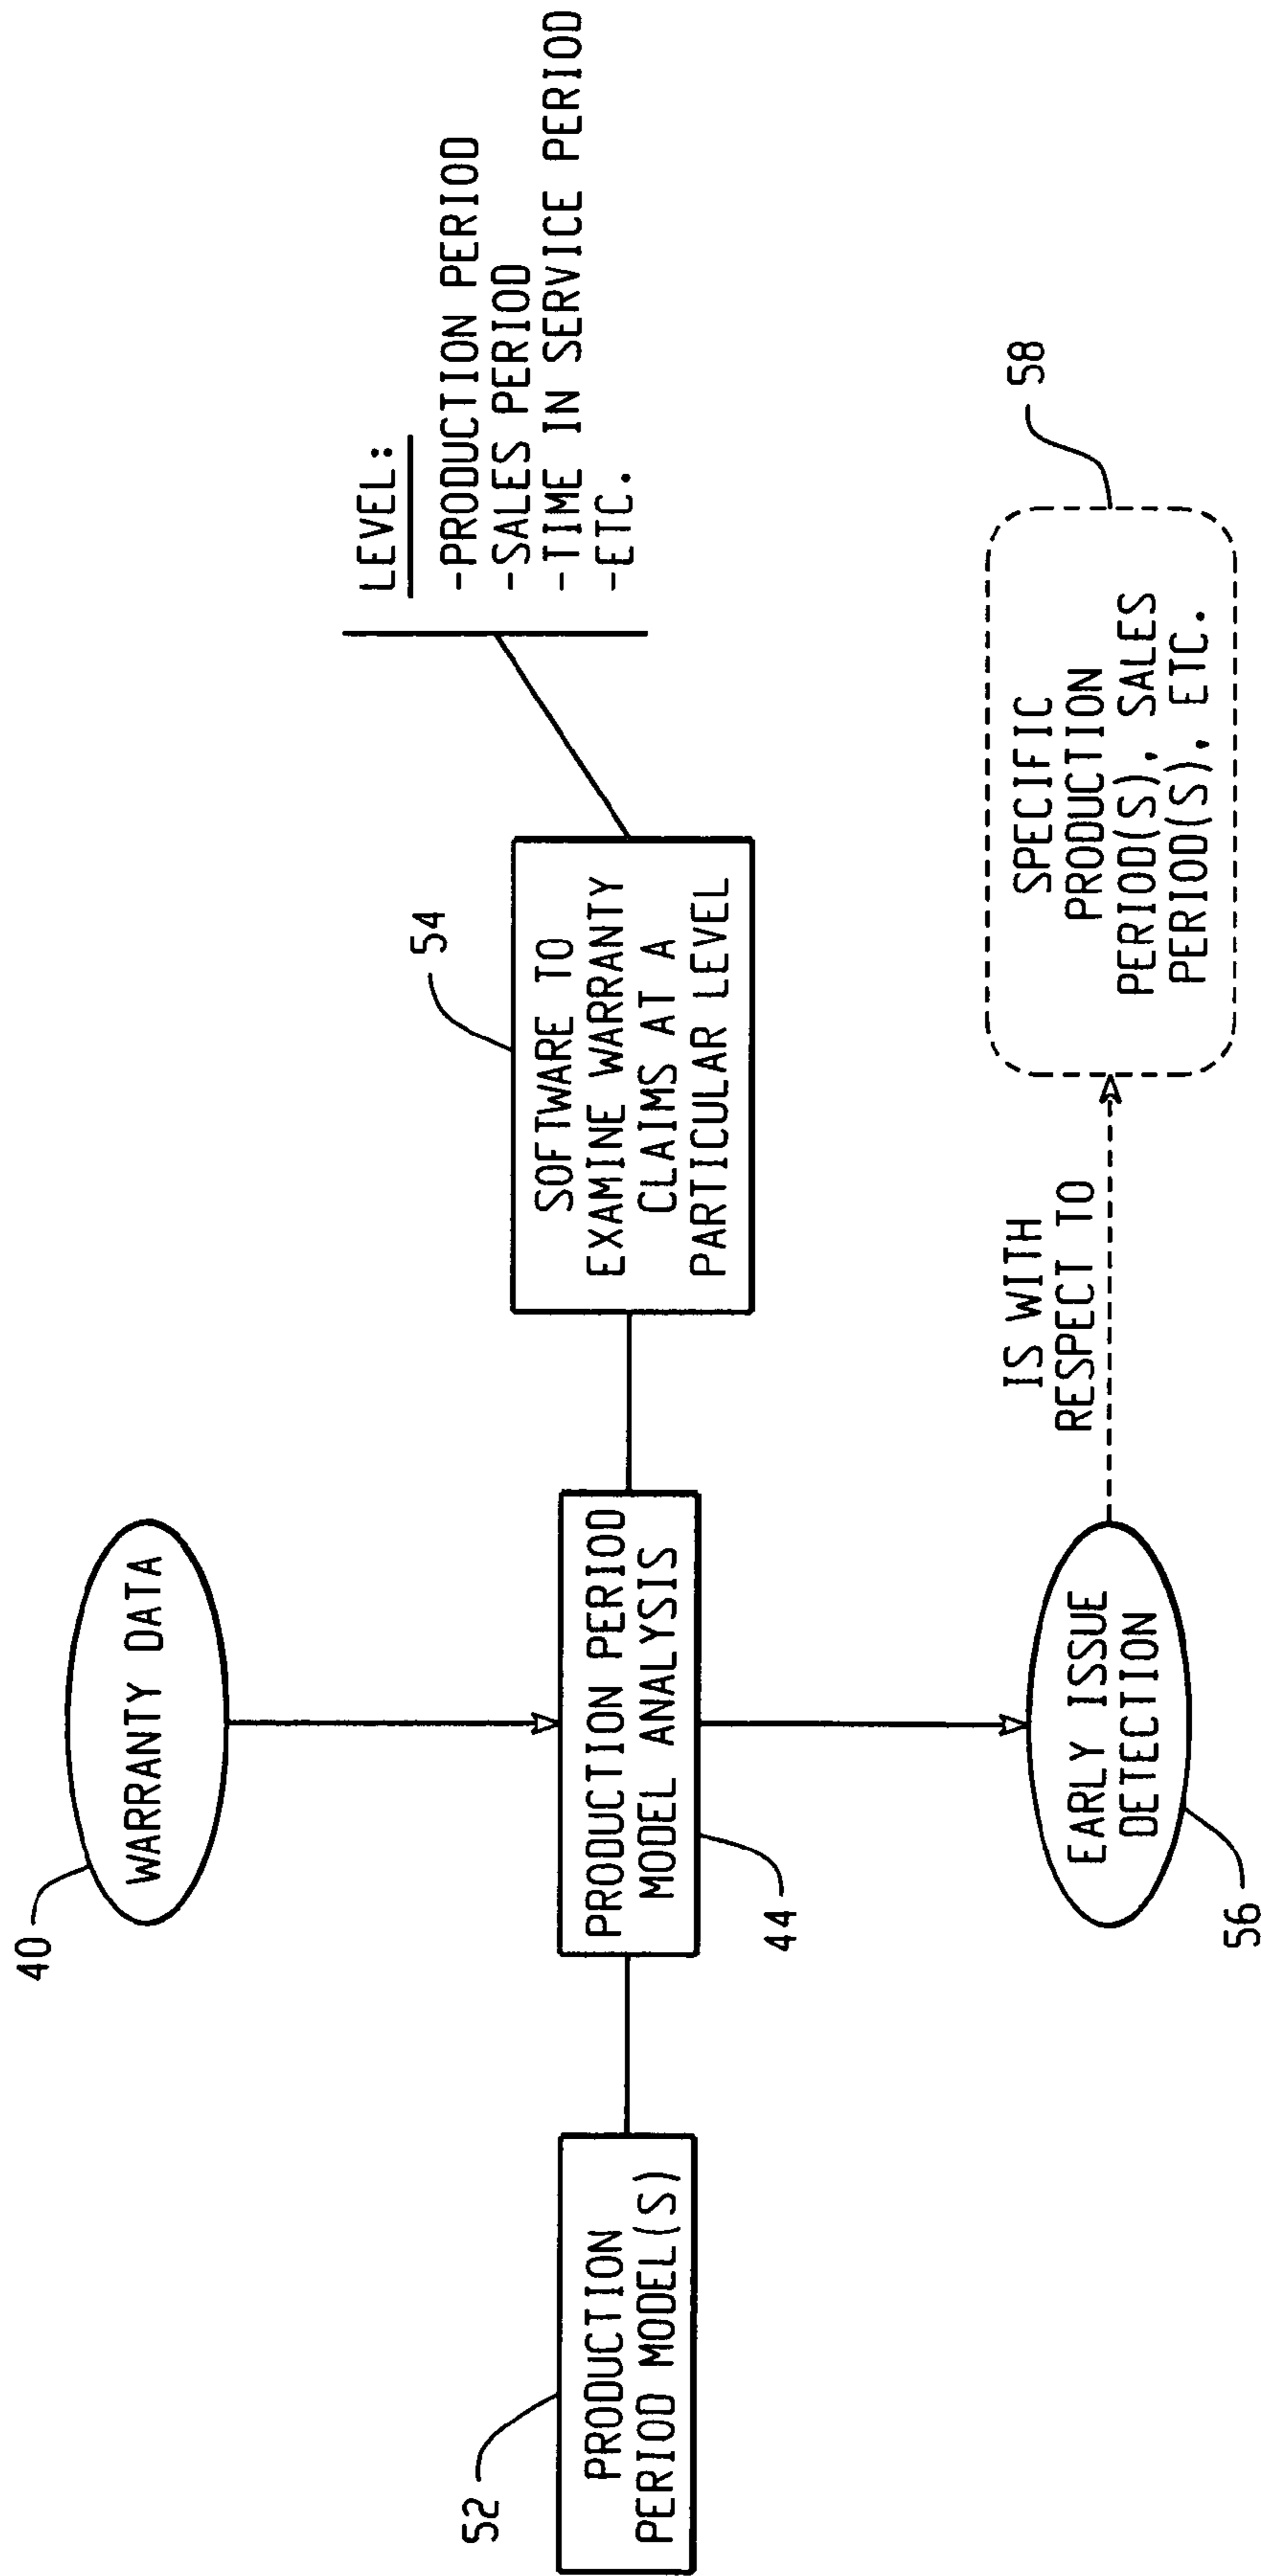 40
WARRANTY DATA
LEVEL:
-PRODUCTION PERIOD
-SALES PERIOD
-TIME IN SERVICE PERIOD
-ETC.
52
PRODUCTION
PERIOD MODEL(S)
PRODUCTION PERIOD
MODEL ANALYSIS
44
54
SOFTWARE TO
EXAMINE WARRANTY
CLAIMS AT A
PARTICULAR LEVEL
EARLY ISSUE
DETECTION
56
IS WITH
RESPECT TO
58
SPECIFIC
PRODUCTION
PERIOD(S), SALES
PERIOD(S), ETC.